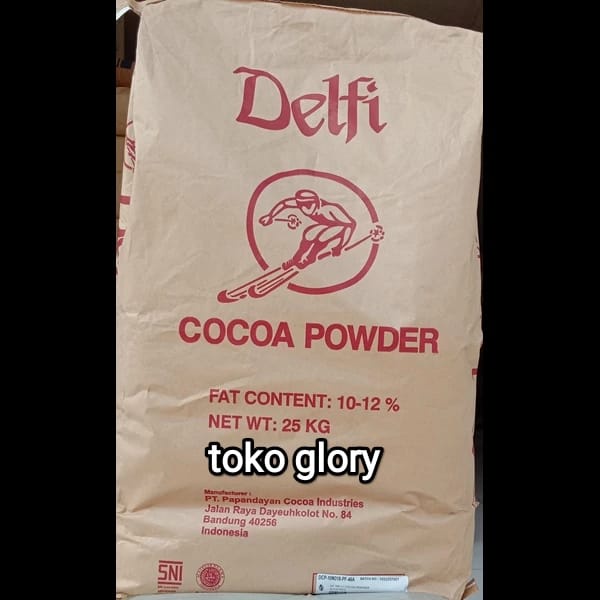 Delfi
COCOA POWDER
FAT CONTENT: 10-12 %
NET WT: 25 KG
toko glory
Manufacturer :
PT. Papandayan Cocoa Industries
Jalan Raya Dayeuhkolot No. 84
Bandung 40256
Indonesia
SNI